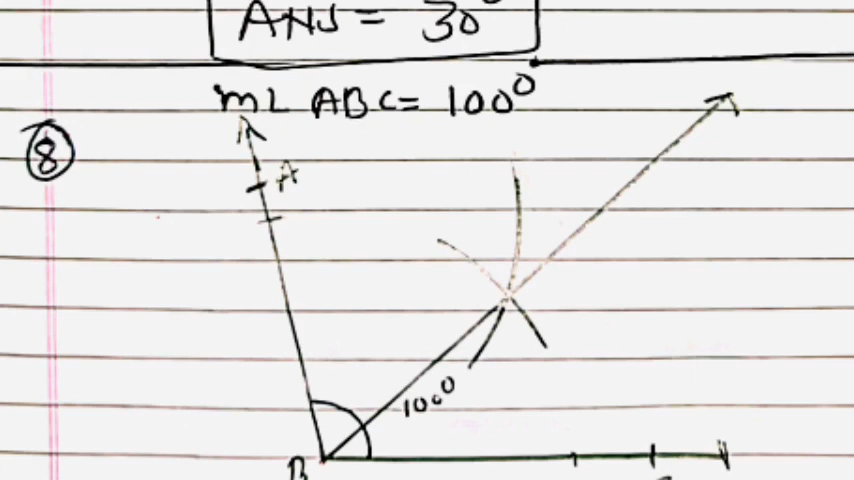 ANS = 30°
m∠ ABC = 100°
8
A
100°
B